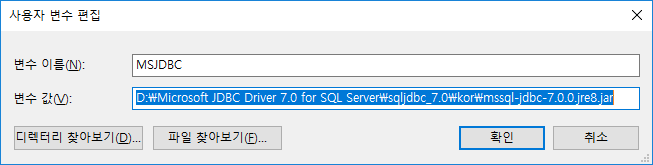 사용자 변수 편집
변수 이름(N):
MSJDBC
변수 값(V):
D:₩Microsoft JDBC Driver 7.0 for SQL Server₩sqljdbc_7.0₩kor₩mssql-jdbc-7.0.0.jre8.jar
디렉터리 찾아보기(D)...
파일 찾아보기(F)...
확인
취소